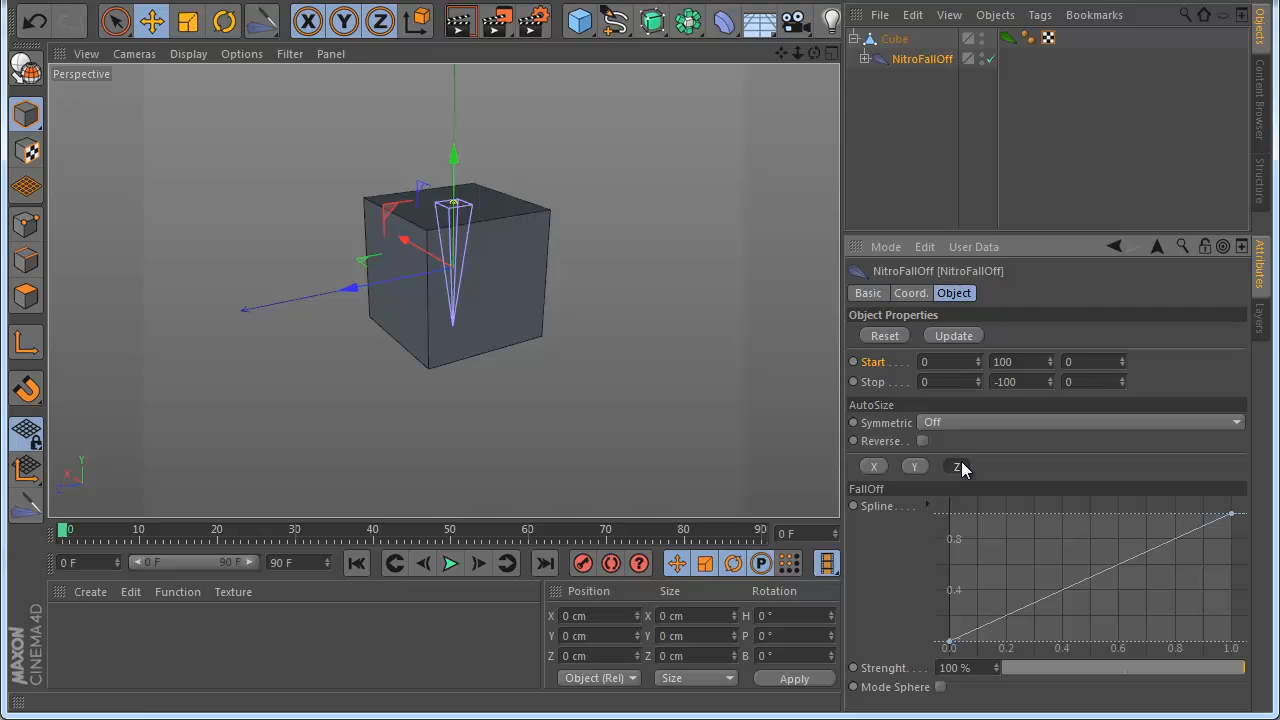 File Edit View Objects Tags Bookmarks
Cube
NitroFallOff
View Cameras Display Options Filter Panel
Perspective
Objects
Content Browser
Structure
Attributes
Layers
Mode Edit User Data
NitroFallOff [NitroFallOff]
Basic Coord. Object
Object Properties
Reset Update
Start . . . . 0 100 0
Stop . . . . 0 -100 0
AutoSize
Symmetric Off
Reverse. .
X Y Z
FallOff
Spline. . . .
0.8
0.4
0.0 0.2 0.4 0.6 0.8 1.0
Strenght. . 100 %
Mode Sphere
X Y Z
Y
X
Z
0 10 20 30 40 50 60 70 80 90 0 F
0 F 0 F 90 F 90 F
P
Create Edit Function Texture
Position Size Rotation
X 0 cm X 0 cm H 0 °
Y 0 cm Y 0 cm P 0 °
Z 0 cm Z 0 cm B 0 °
Object (Rel) Size Apply
MAXON
CINEMA 4D